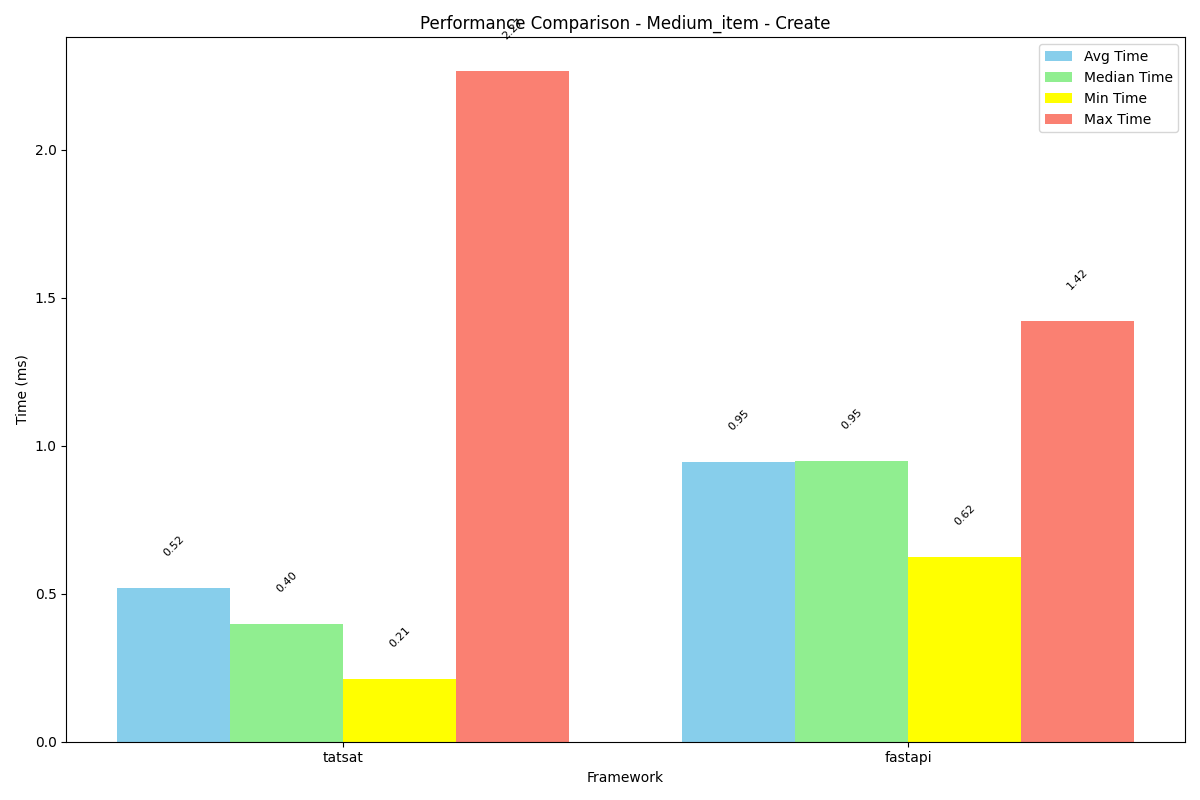 Performance Comparison - Medium_item - Create
Avg Time
Median Time
Min Time
Max Time
Time (ms)
2.0
1.5
1.0
0.5
0.0
0.52
0.40
0.21
0.95
0.95
0.62
1.42
tatsat
fastapi
Framework